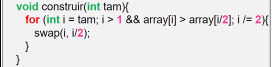 void construir(int tam){
for (int i = tam; i > 1 && array[i] > array[i/2]; i /= 2){
swap(i, i/2);
}
}